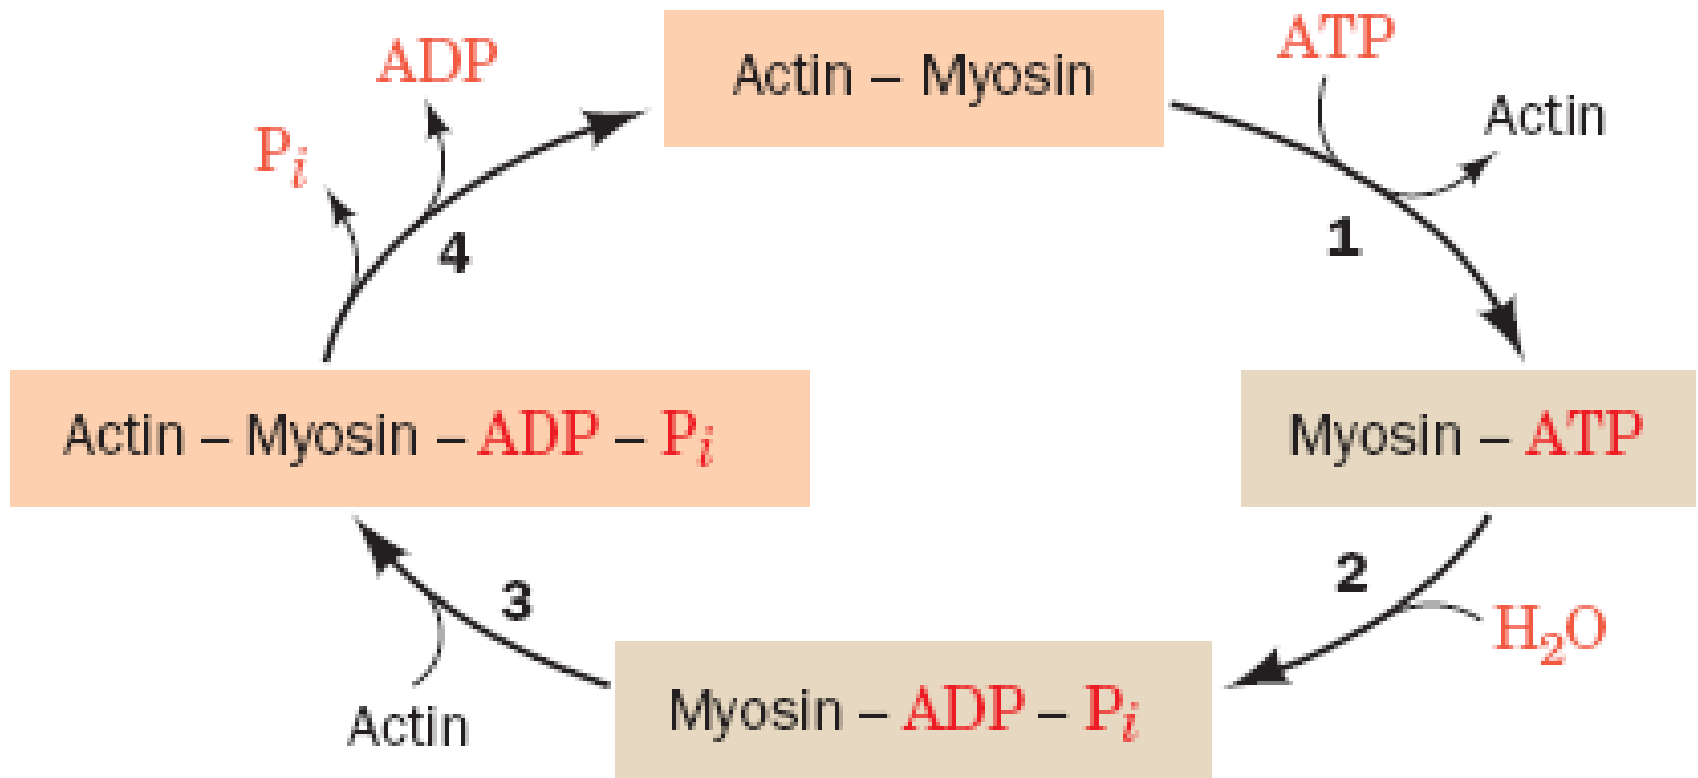 Actin – Myosin
ATP
Actin
1
Myosin – ATP
2
H₂O
Myosin – ADP – Pᵢ
3
Actin
Actin – Myosin – ADP – Pᵢ
4
Pᵢ
ADP